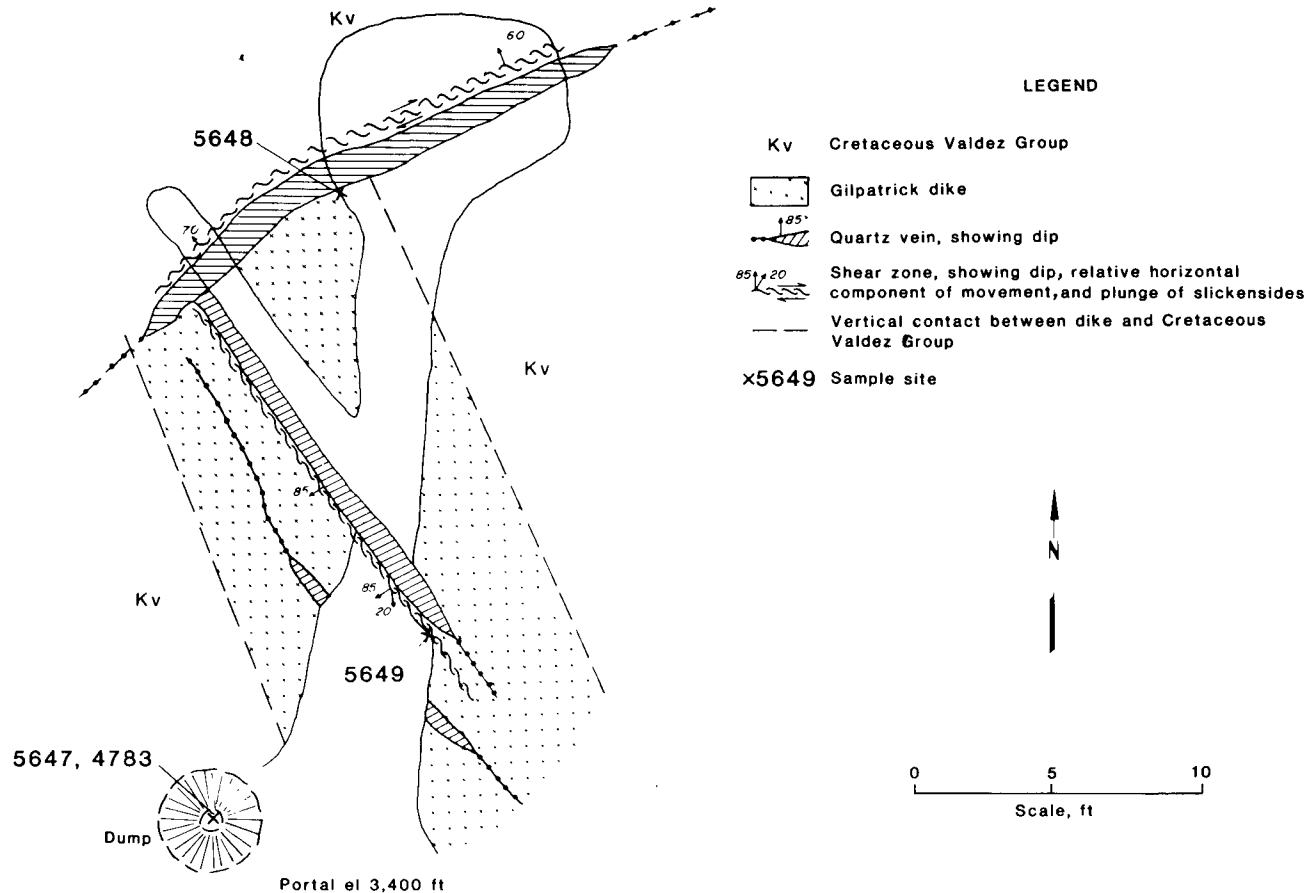 Kv
60
5648
70
Kv
85
Kv
85
20
5649
5647, 4783
Dump
Portal el 3,400 ft
LEGEND
Kv Cretaceous Valdez Group
Gilpatrick dike
85°
Quartz vein, showing dip
85 20
Shear zone, showing dip, relative horizontal
component of movement, and plunge of slickensides
Vertical contact between dike and Cretaceous
Valdez Group
×5649 Sample site
N
0 5 10
Scale, ft